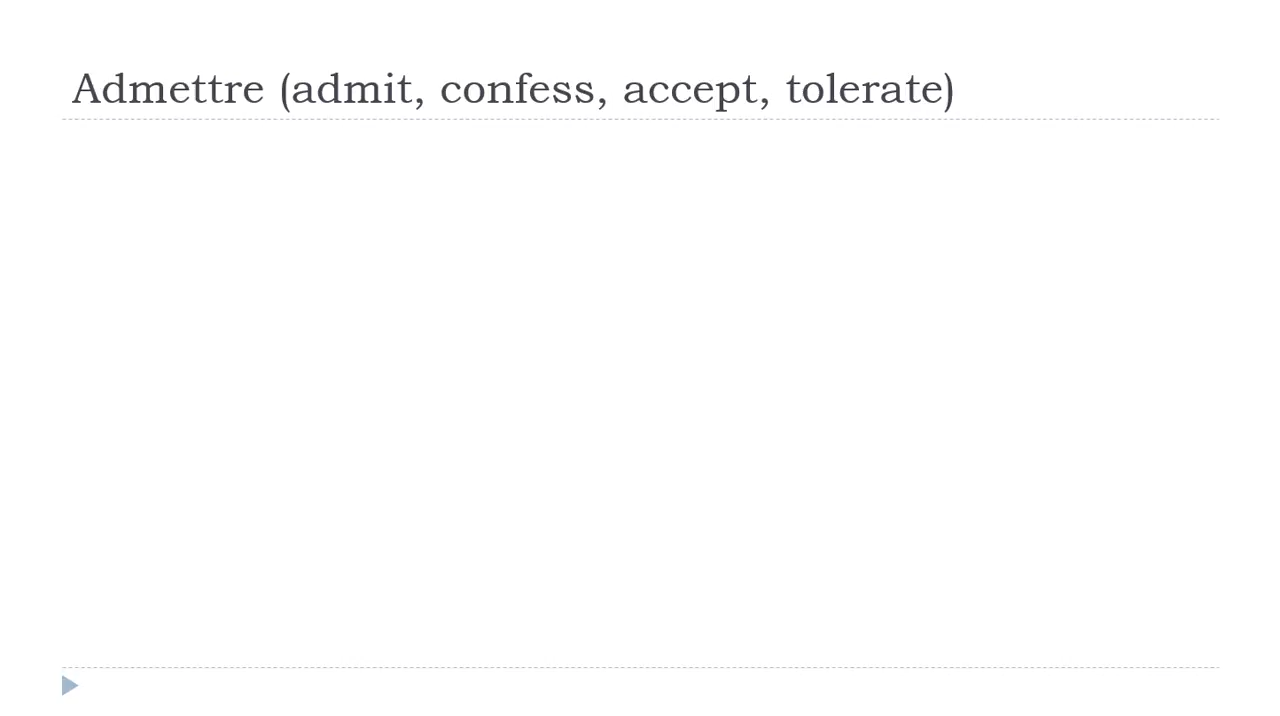 Admettre (admit, confess, accept, tolerate)